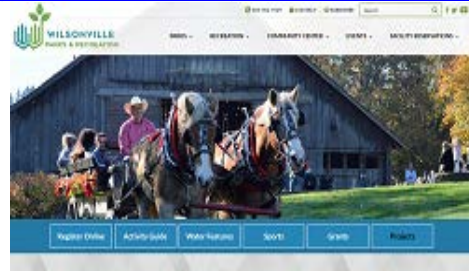 Search
WILSONVILLE
PARKS & RECREATION
PARKS RECREATION COMMUNITY CENTER EVENTS FACILITY RESERVATIONS
Register Online Activity Guide Water Features Sports Grants Projects